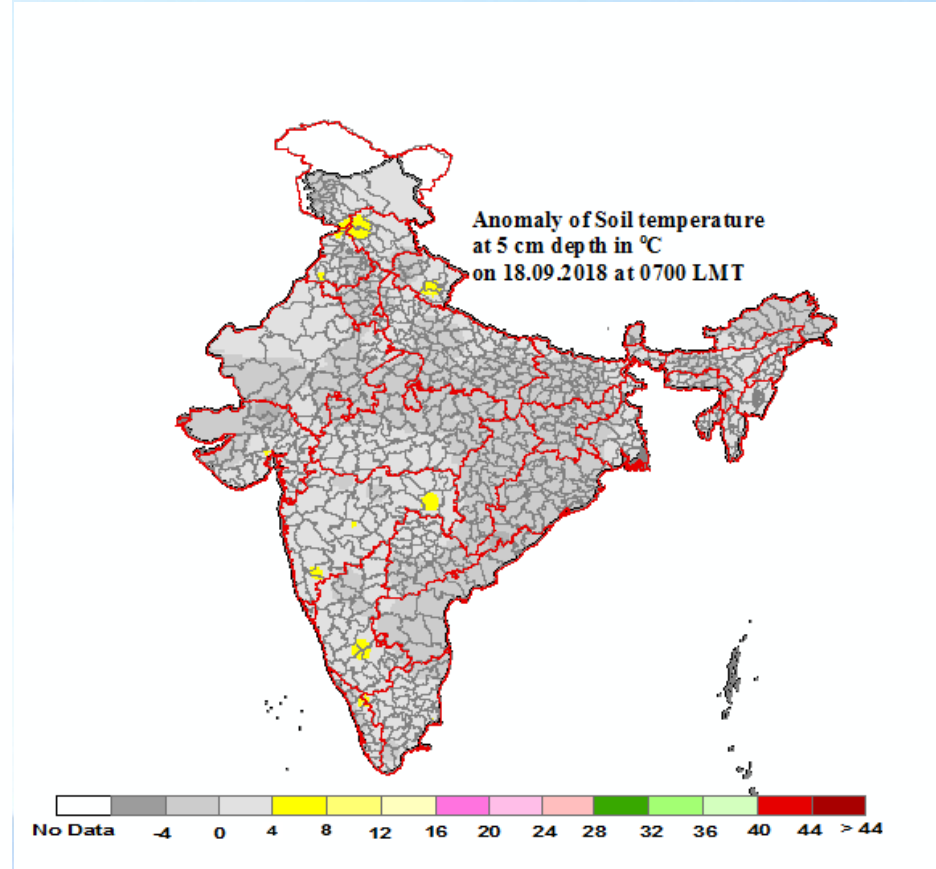 Anomaly of Soil temperature
at 5 cm depth in °C
on 18.09.2018 at 0700 LMT
No Data -4 0 4 8 12 16 20 24 28 32 36 40 44 > 44